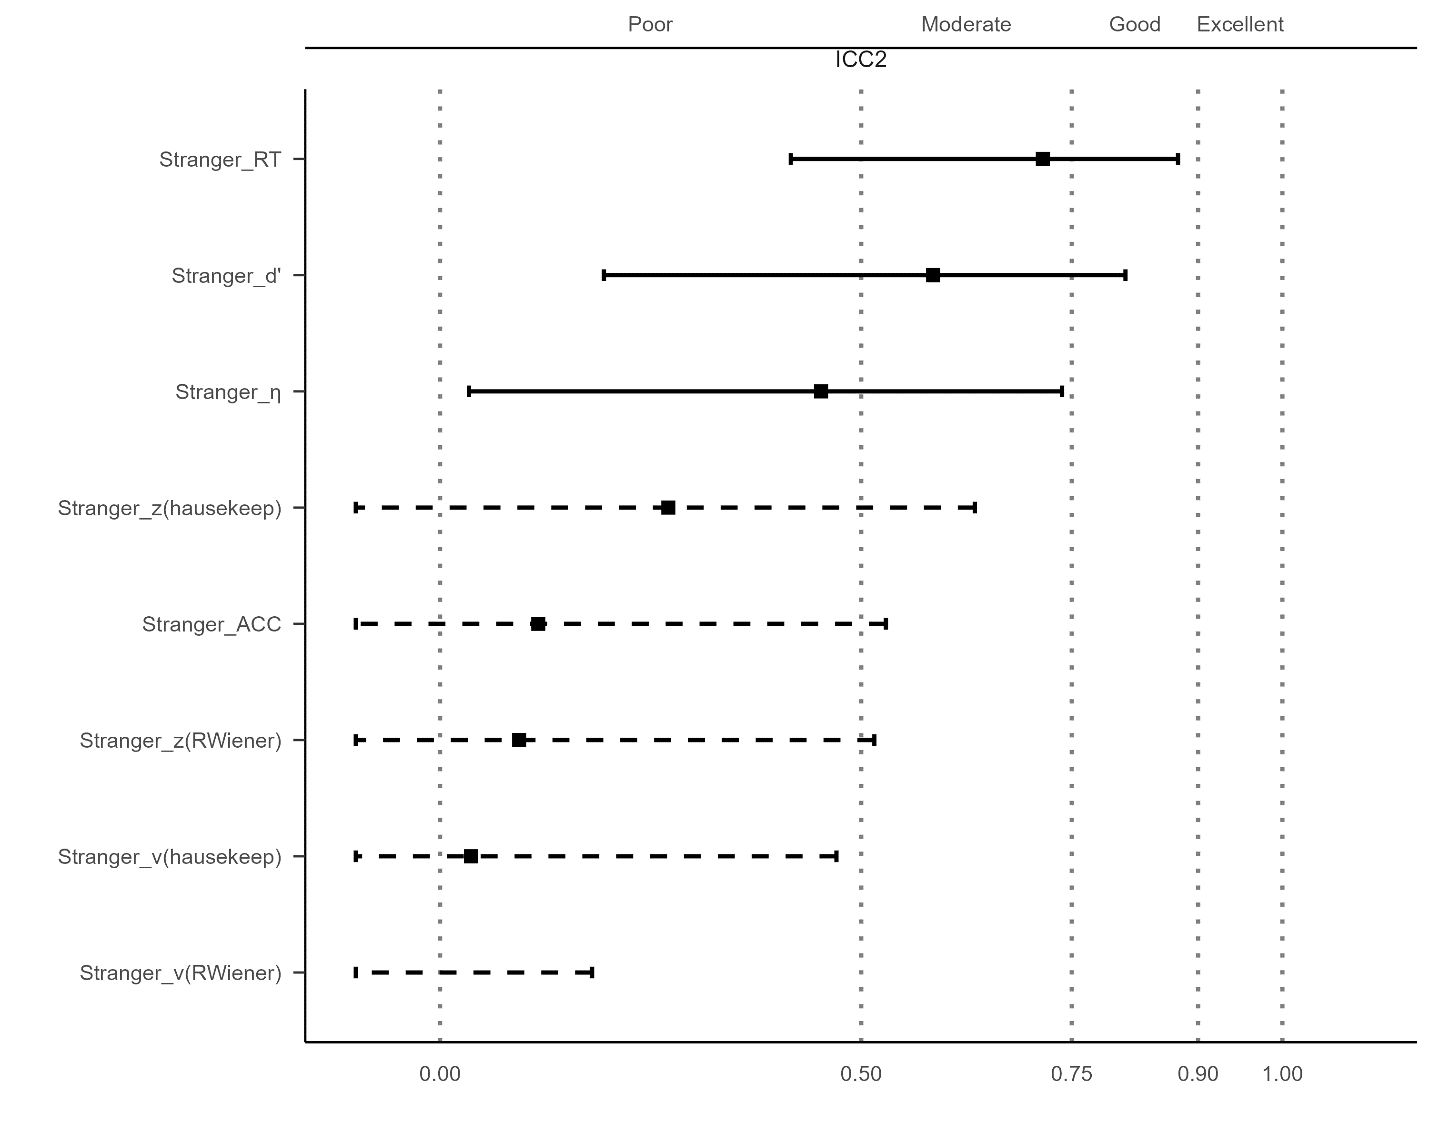 Poor Moderate Good Excellent
ICC2
Stranger_RT
Stranger_d'
Stranger_η
Stranger_z(hausekeep)
Stranger_ACC
Stranger_z(RWiener)
Stranger_v(hausekeep)
Stranger_v(RWiener)
0.00 0.50 0.75 0.90 1.00